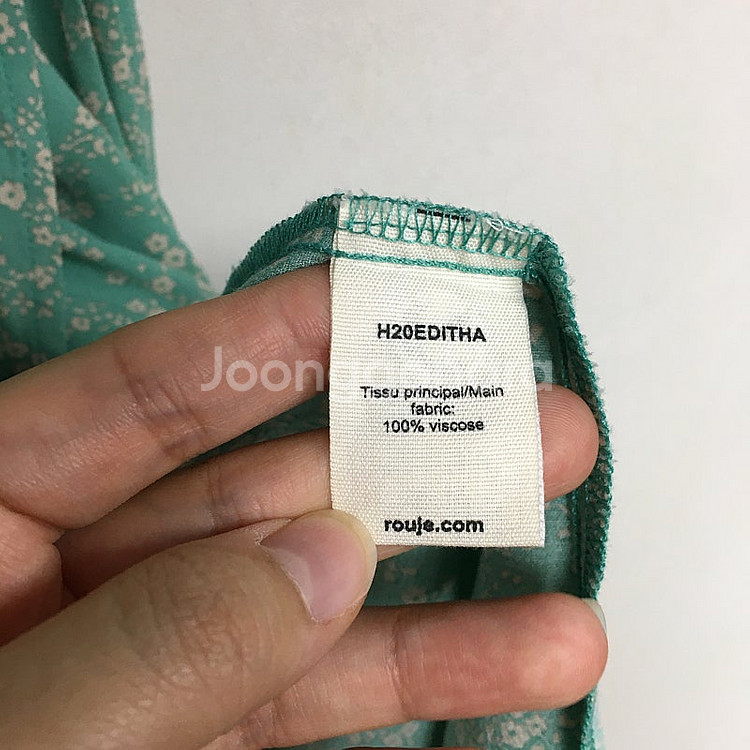 H20EDITHA
Tissu principal/Main
fabric:
100% viscose
rouje.com